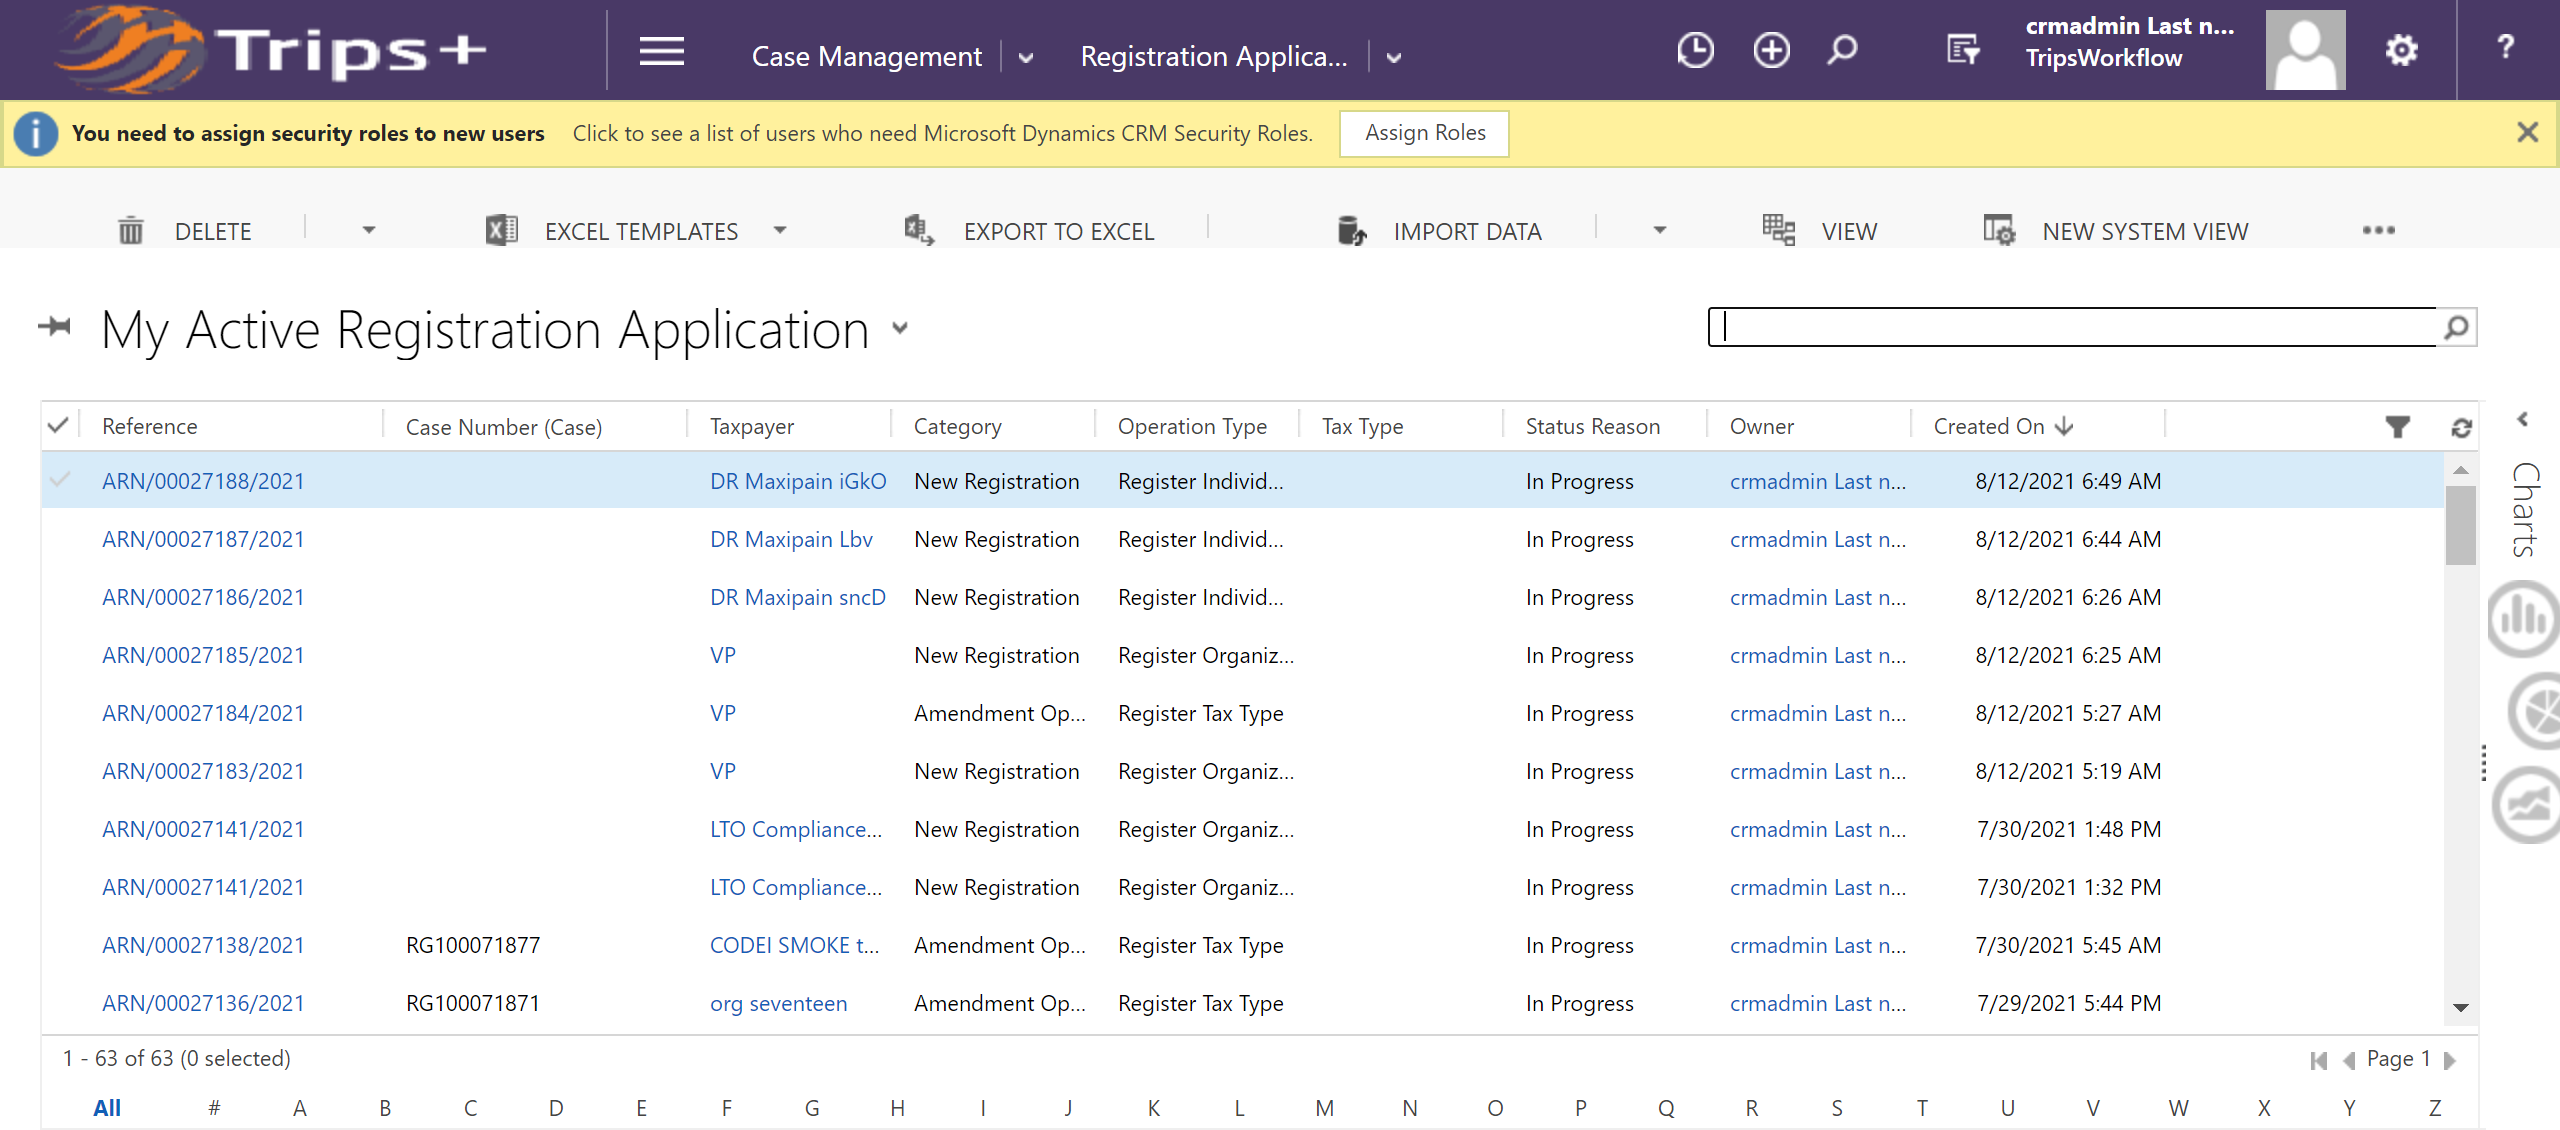 Trips+
Case Management Registration Applica... crmadmin Last n... TripsWorkflow ?
You need to assign security roles to new users Click to see a list of users who need Microsoft Dynamics CRM Security Roles. Assign Roles
DELETE EXCEL TEMPLATES EXPORT TO EXCEL IMPORT DATA VIEW NEW SYSTEM VIEW
My Active Registration Application
Reference Case Number (Case) Taxpayer Category Operation Type Tax Type Status Reason Owner Created On
ARN/00027188/2021 DR Maxipain iGkO New Registration Register Individ... In Progress crmadmin Last n... 8/12/2021 6:49 AM
ARN/00027187/2021 DR Maxipain Lbv New Registration Register Individ... In Progress crmadmin Last n... 8/12/2021 6:44 AM
ARN/00027186/2021 DR Maxipain sncD New Registration Register Individ... In Progress crmadmin Last n... 8/12/2021 6:26 AM
ARN/00027185/2021 VP New Registration Register Organiz... In Progress crmadmin Last n... 8/12/2021 6:25 AM
ARN/00027184/2021 VP Amendment Op... Register Tax Type In Progress crmadmin Last n... 8/12/2021 5:27 AM
ARN/00027183/2021 VP New Registration Register Organiz... In Progress crmadmin Last n... 8/12/2021 5:19 AM
ARN/00027141/2021 LTO Compliance... New Registration Register Organiz... In Progress crmadmin Last n... 7/30/2021 1:48 PM
ARN/00027141/2021 LTO Compliance... New Registration Register Organiz... In Progress crmadmin Last n... 7/30/2021 1:32 PM
ARN/00027138/2021 RG100071877 CODEI SMOKE t... Amendment Op... Register Tax Type In Progress crmadmin Last n... 7/30/2021 5:45 AM
ARN/00027136/2021 RG100071871 org seventeen Amendment Op... Register Tax Type In Progress crmadmin Last n... 7/29/2021 5:44 PM
Charts
1 - 63 of 63 (0 selected) Page 1
All # A B C D E F G H I J K L M N O P Q R S T U V W X Y Z